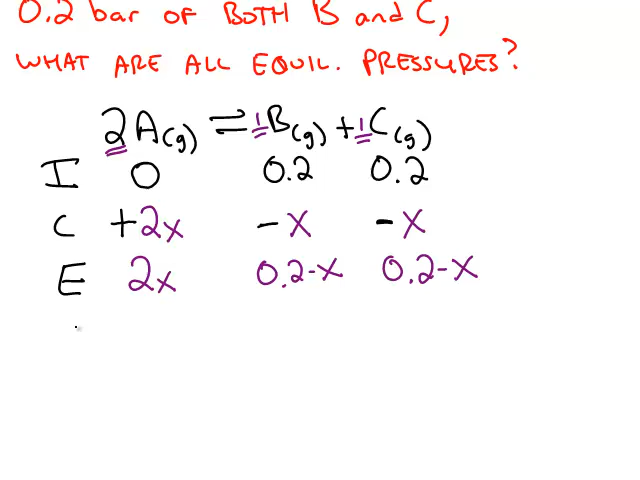 0.2 bar OF BOTH B and C,
WHAT ARE ALL EQUIL. PRESSURES?
2A(g) ⇌ 1B(g) + 1C(g)
I 0 0.2 0.2
C +2x -x -x
E 2x 0.2-x 0.2-x